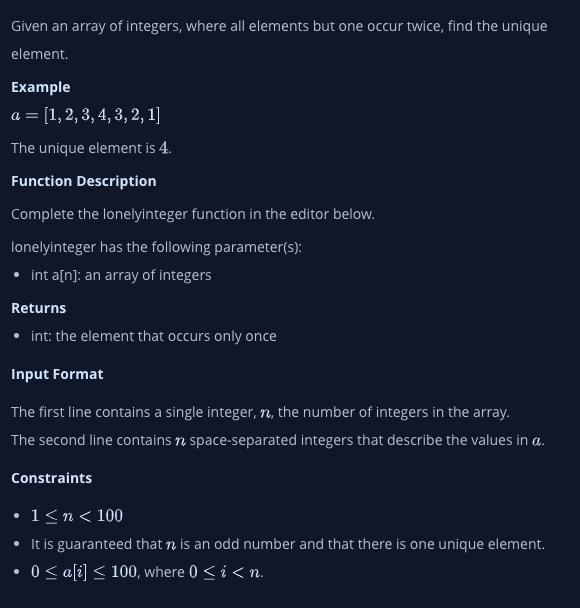 Given an array of integers, where all elements but one occur twice, find the unique
element.
Example
a = [1, 2, 3, 4, 3, 2, 1]
The unique element is 4.
Function Description
Complete the lonelyinteger function in the editor below.
lonelyinteger has the following parameter(s):
• int a[n]: an array of integers
Returns
• int: the element that occurs only once
Input Format
The first line contains a single integer, n, the number of integers in the array.
The second line contains n space-separated integers that describe the values in a.
Constraints
• 1 ≤ n < 100
• It is guaranteed that n is an odd number and that there is one unique element.
• 0 ≤ a[i] ≤ 100, where 0 ≤ i < n.